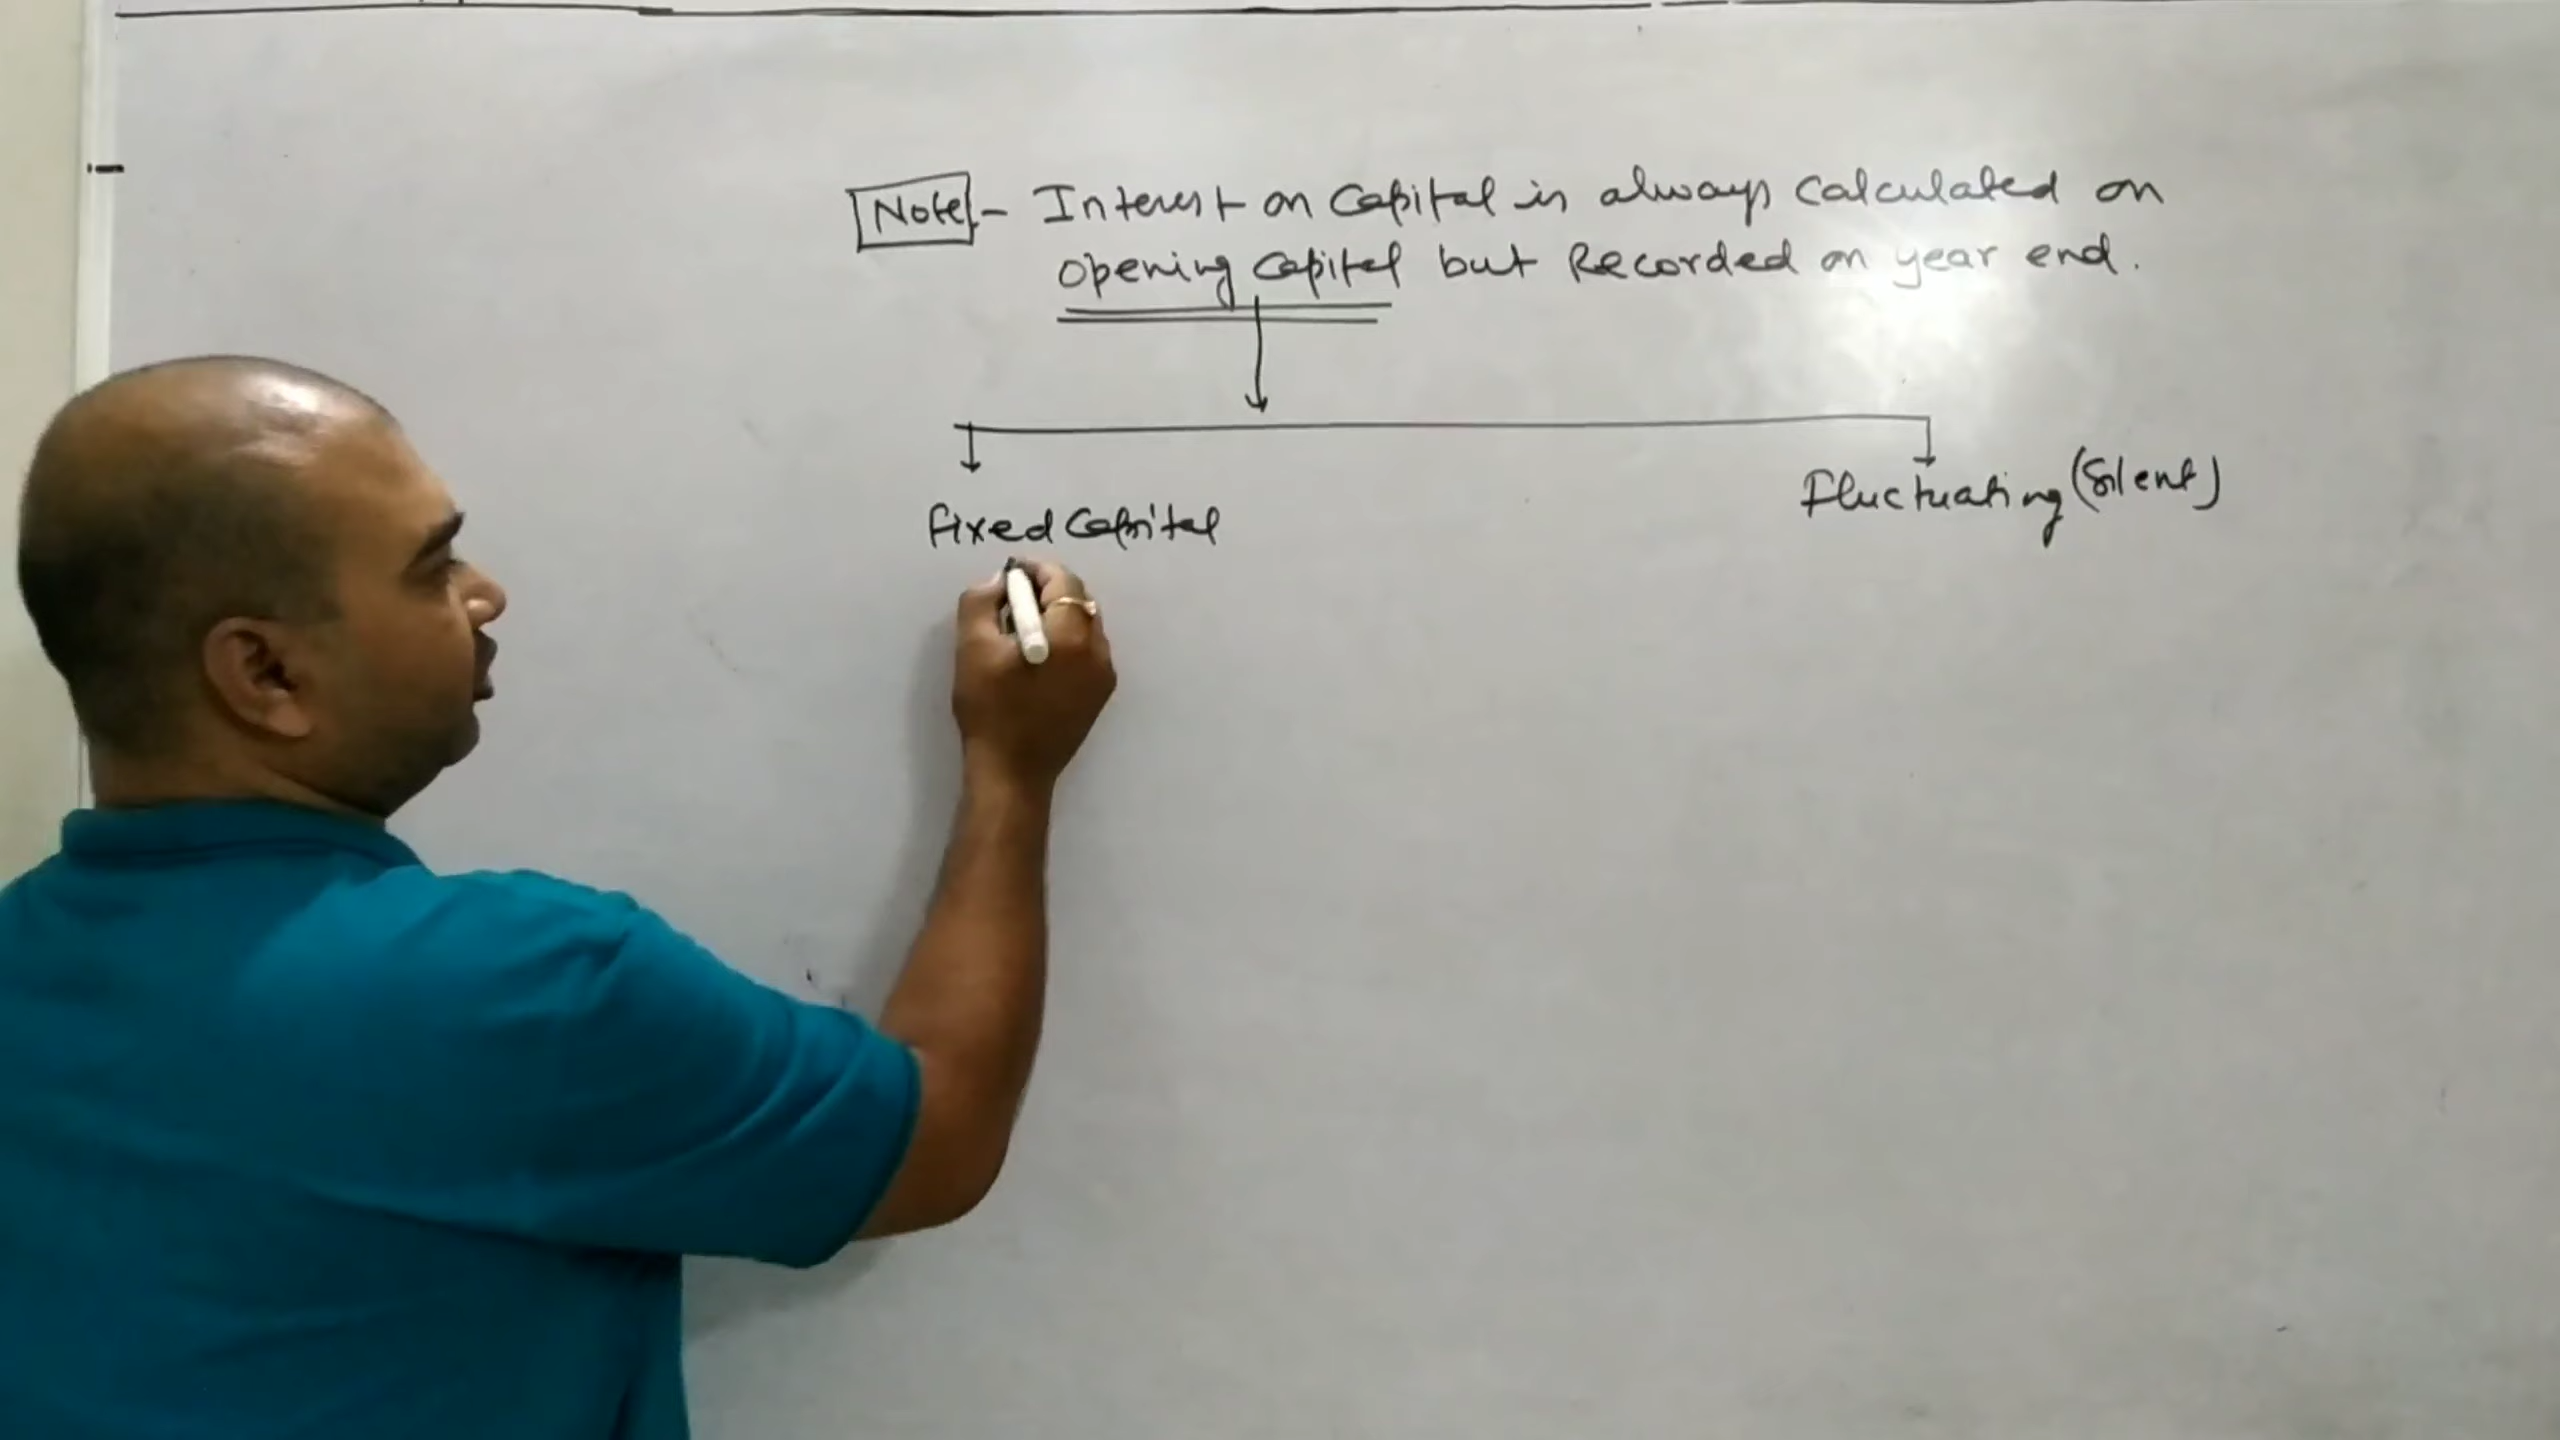 Note - Interest on Capital is always Calculated on
opening Capital but Recorded on year end.
Fixed Capital
Fluctuating (Silent)